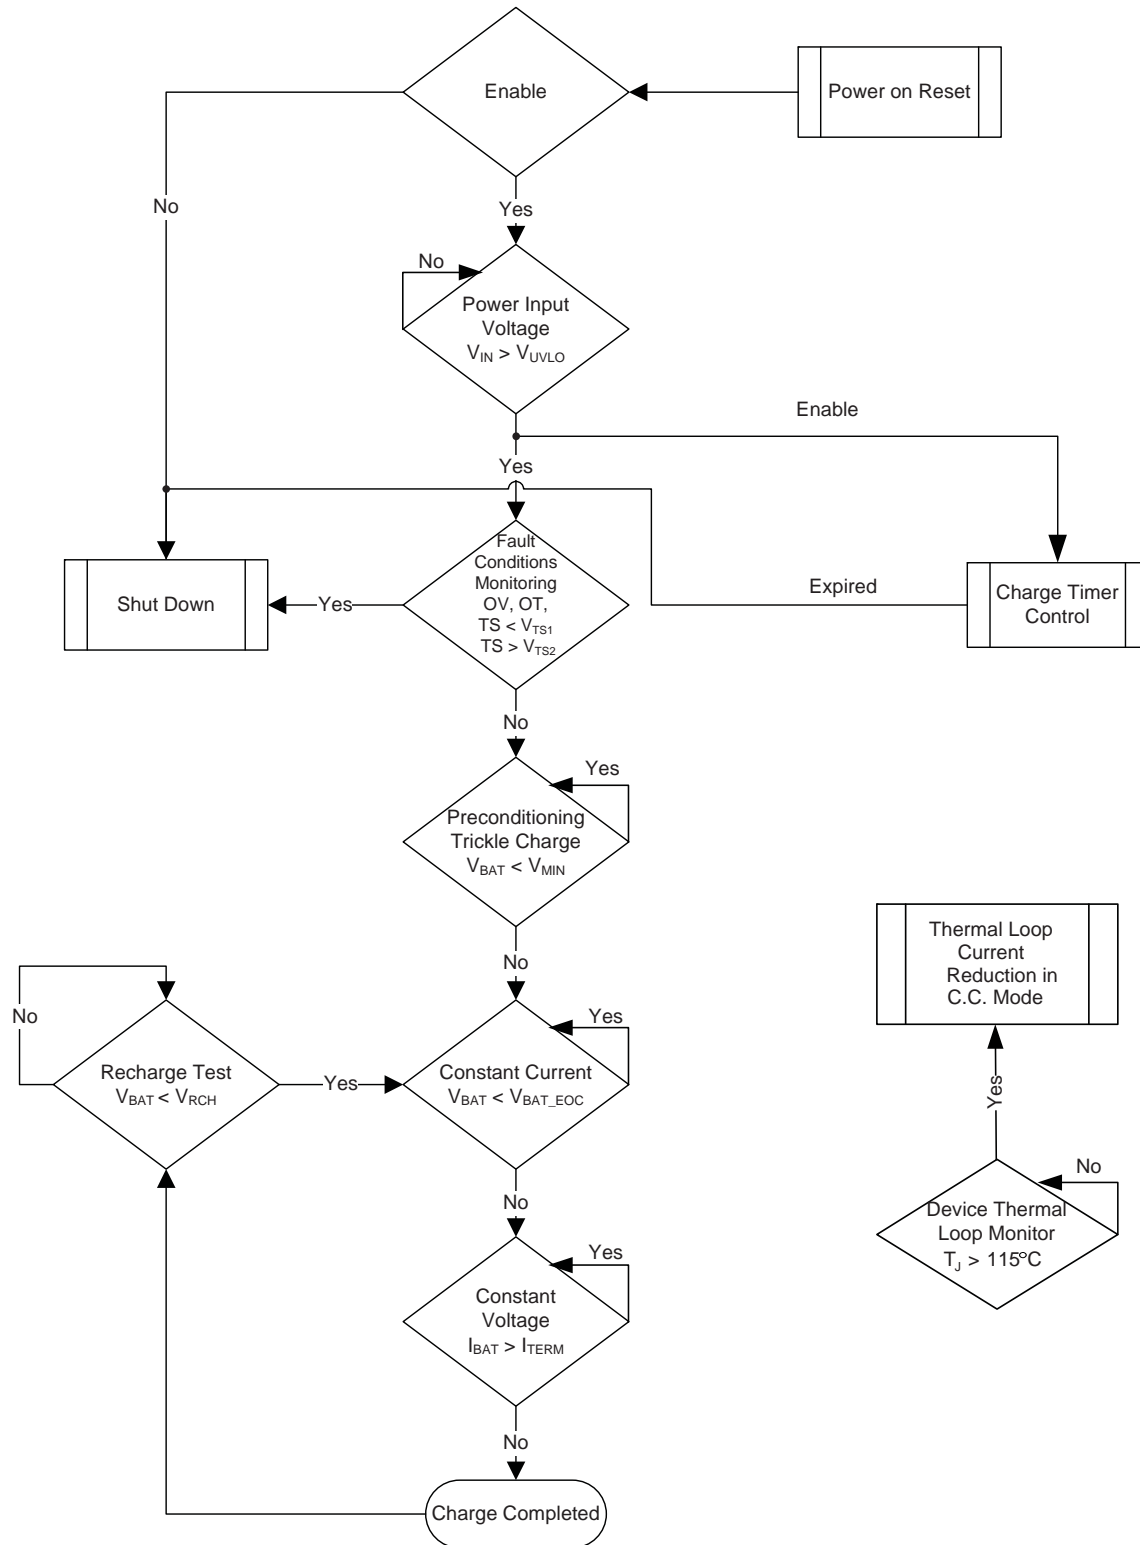 Enable
Power on Reset
No
Yes
No
Power Input
Voltage
V_IN > V_UVLO
Enable
Yes
Fault
Conditions
Monitoring
OV, OT,
TS < V_TS1
TS > V_TS2
Shut Down
Yes
Expired
Charge Timer
Control
No
Yes
Preconditioning
Trickle Charge
V_BAT < V_MIN
No
Thermal Loop
Current
Reduction in
C.C. Mode
No
Yes
Recharge Test
V_BAT < V_RCH
Yes
Constant Current
V_BAT < V_BAT_EOC
Yes
No
No
Device Thermal
Loop Monitor
T_J > 115°C
Yes
Constant
Voltage
I_BAT > I_TERM
No
Charge Completed